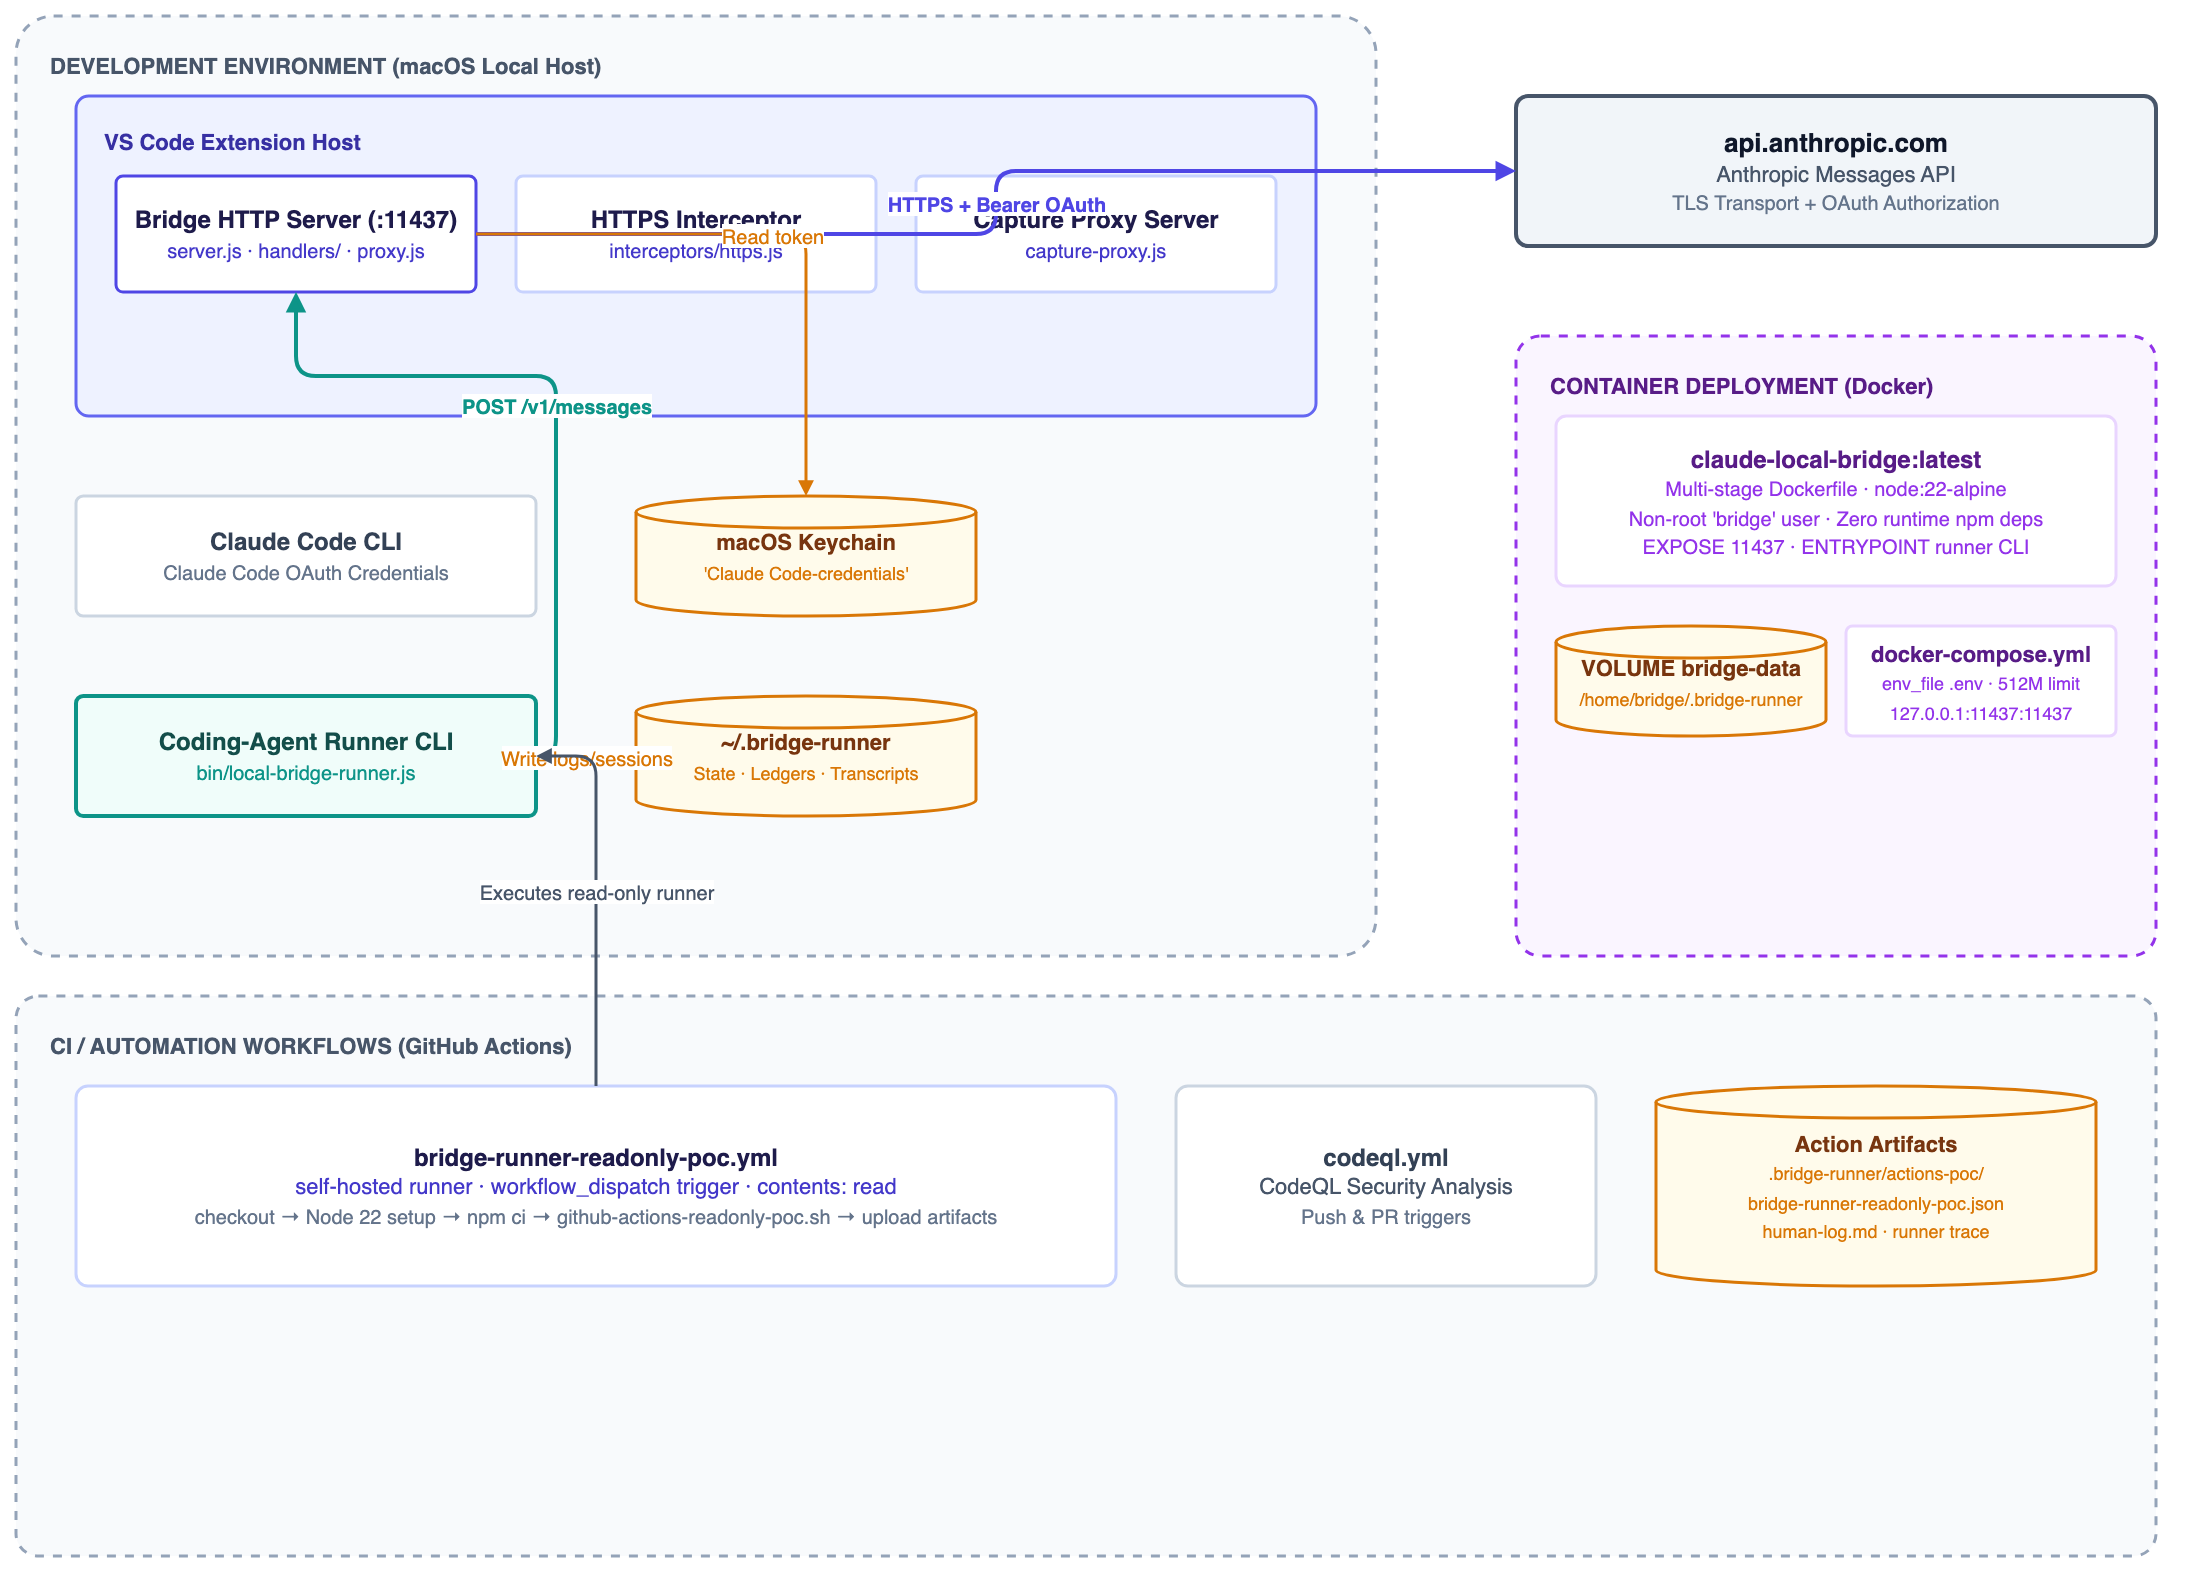 DEVELOPMENT ENVIRONMENT (macOS Local Host)
VS Code Extension Host
Bridge HTTP Server (:11437)
server.js · handlers/ · proxy.js
HTTPS Interceptor
interceptors/https.js
Capture Proxy Server
capture-proxy.js
HTTPS + Bearer OAuth
Read token
POST /v1/messages
api.anthropic.com
Anthropic Messages API
TLS Transport + OAuth Authorization
Claude Code CLI
Claude Code OAuth Credentials
macOS Keychain
'Claude Code-credentials'
Coding-Agent Runner CLI
bin/local-bridge-runner.js
Write logs/sessions
~/.bridge-runner
State · Ledgers · Transcripts
Executes read-only runner
CONTAINER DEPLOYMENT (Docker)
claude-local-bridge:latest
Multi-stage Dockerfile · node:22-alpine
Non-root 'bridge' user · Zero runtime npm deps
EXPOSE 11437 · ENTRYPOINT runner CLI
VOLUME bridge-data
/home/bridge/.bridge-runner
docker-compose.yml
env_file .env · 512M limit
127.0.0.1:11437:11437
CI / AUTOMATION WORKFLOWS (GitHub Actions)
bridge-runner-readonly-poc.yml
self-hosted runner · workflow_dispatch trigger · contents: read
checkout → Node 22 setup → npm ci → github-actions-readonly-poc.sh → upload artifacts
codeql.yml
CodeQL Security Analysis
Push & PR triggers
Action Artifacts
.bridge-runner/actions-poc/
bridge-runner-readonly-poc.json
human-log.md · runner trace